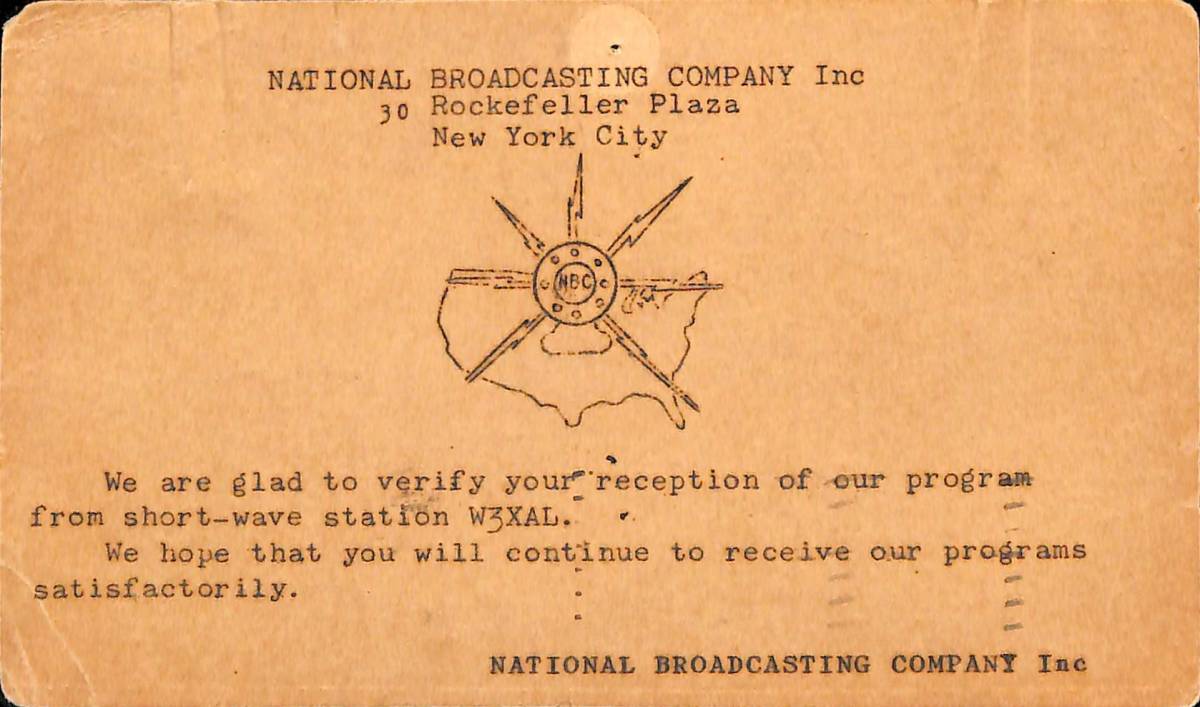 NATIONAL BROADCASTING COMPANY Inc
30 Rockefeller Plaza
New York City
NBC
We are glad to verify your reception of our program
from short-wave station W3XAL.
We hope that you will continue to receive our programs
satisfactorily.
NATIONAL BROADCASTING COMPANY Inc